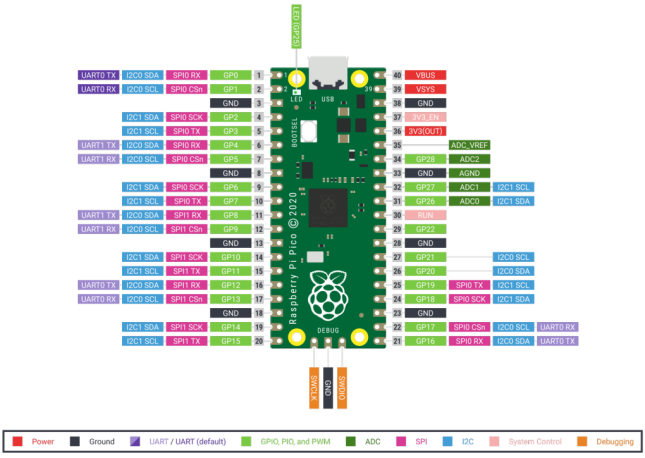 LED (GP25)
UART0 TX I2C0 SDA SPI0 RX GP0 1
UART0 RX I2C0 SCL SPI0 CSn GP1 2
GND 3
I2C1 SDA SPI0 SCK GP2 4
I2C1 SCL SPI0 TX GP3 5
UART1 TX I2C0 SDA SPI0 RX GP4 6
UART1 RX I2C0 SCL SPI0 CSn GP5 7
GND 8
I2C1 SDA SPI0 SCK GP6 9
I2C1 SCL SPI0 TX GP7 10
UART1 TX I2C0 SDA SPI1 RX GP8 11
UART1 RX I2C0 SCL SPI1 CSn GP9 12
GND 13
I2C1 SDA SPI1 SCK GP10 14
I2C1 SCL SPI1 TX GP11 15
UART0 TX I2C0 SDA SPI1 RX GP12 16
UART0 RX I2C0 SCL SPI1 CSn GP13 17
GND 18
I2C1 SDA SPI1 SCK GP14 19
I2C1 SCL SPI1 TX GP15 20
1
2
39
LED
USB
BOOTSEL
Raspberry Pi Pico © 2020
DEBUG
40 VBUS
39 VSYS
38 GND
37 3V3_EN
36 3V3(OUT)
35 ADC_VREF
34 GP28 ADC2
33 GND AGND
32 GP27 ADC1 I2C1 SCL
31 GP26 ADC0 I2C1 SDA
30 RUN
29 GP22
28 GND
27 GP21 I2C0 SCL
26 GP20 I2C0 SDA
25 GP19 SPI0 TX I2C1 SCL
24 GP18 SPI0 SCK I2C1 SDA
23 GND
22 GP17 SPI0 CSn I2C0 SCL UART0 RX
21 GP16 SPI0 RX I2C0 SDA UART0 TX
SWCLK
GND
SWDIO
Power Ground UART / UART (default) GPIO, PIO, and PWM ADC SPI I2C System Control Debugging